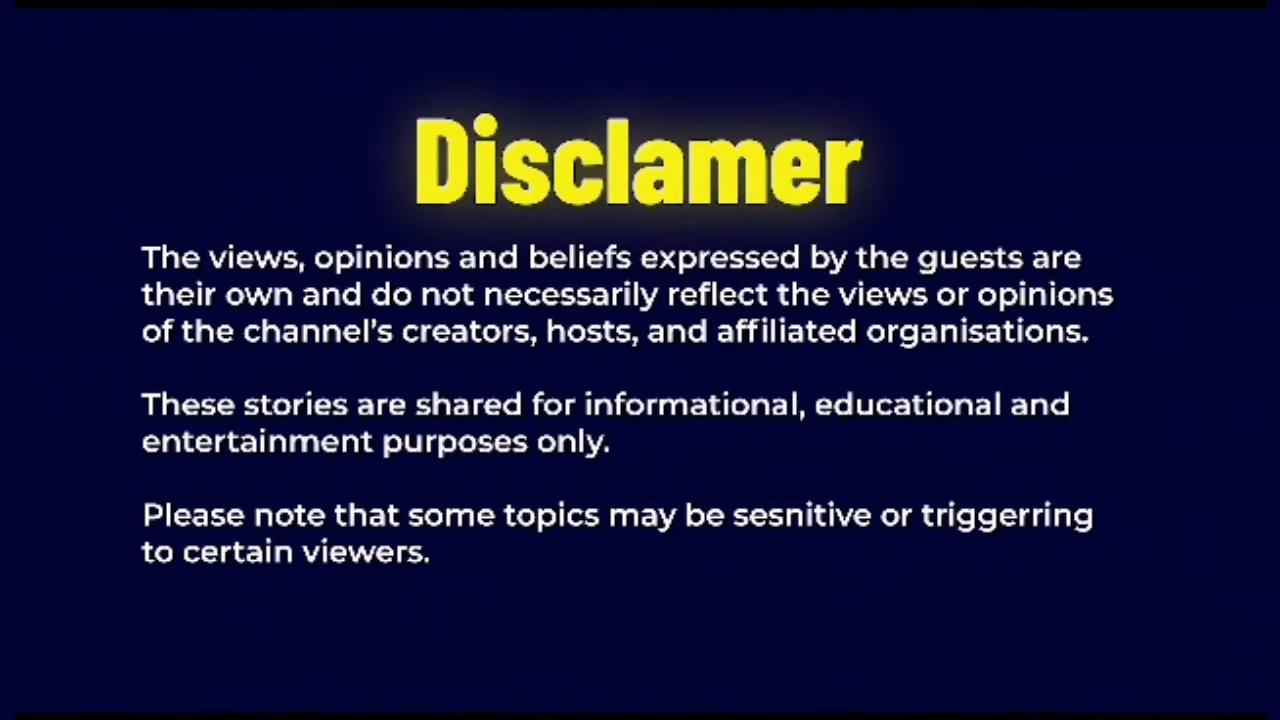 Disclamer
The views, opinions and beliefs expressed by the guests are
their own and do not necessarily reflect the views or opinions
of the channel’s creators, hosts, and affiliated organisations.
These stories are shared for informational, educational and
entertainment purposes only.
Please note that some topics may be sesnitive or triggerring
to certain viewers.